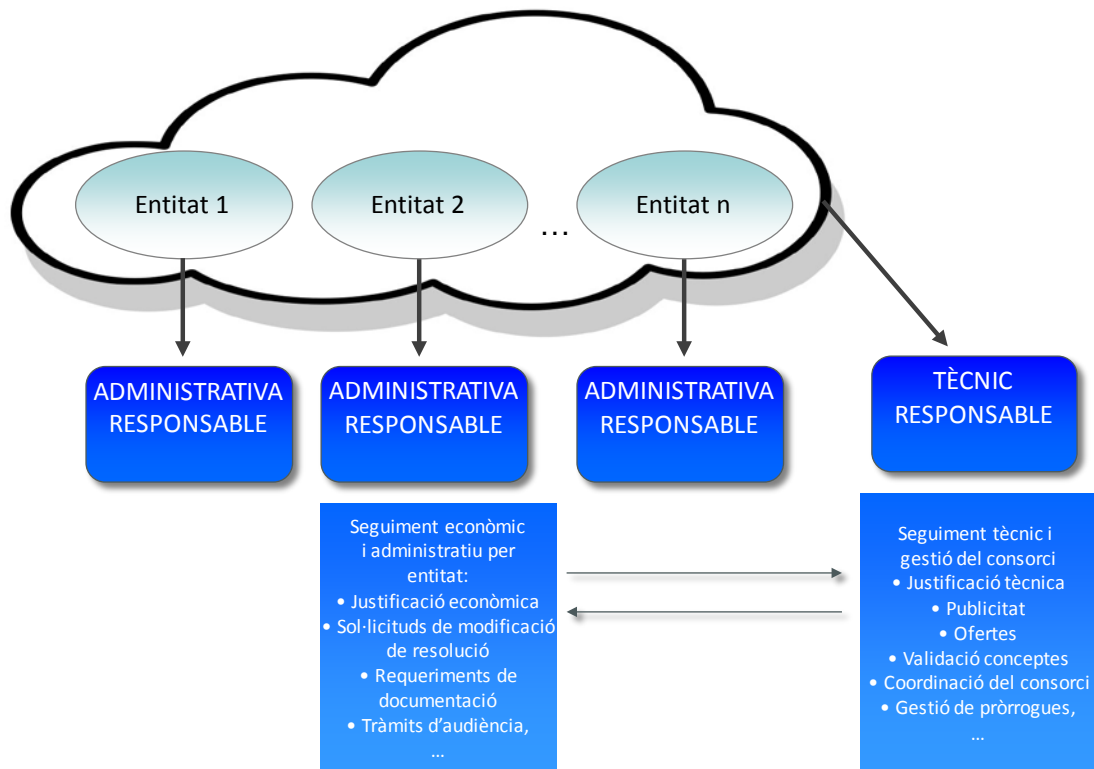 Entitat 1
Entitat 2
...
Entitat n
ADMINISTRATIVA
RESPONSABLE
ADMINISTRATIVA
RESPONSABLE
ADMINISTRATIVA
RESPONSABLE
TÈCNIC
RESPONSABLE
Seguiment econòmic
i administratiu per
entitat:
• Justificació econòmica
• Sol·licituds de modificació
de resolució
• Requeriments de
documentació
• Tràmits d’audiència,
...
Seguiment tècnic i
gestió del consorci
• Justificació tècnica
• Publicitat
• Ofertes
• Validació conceptes
• Coordinació del consorci
• Gestió de pròrrogues,
...